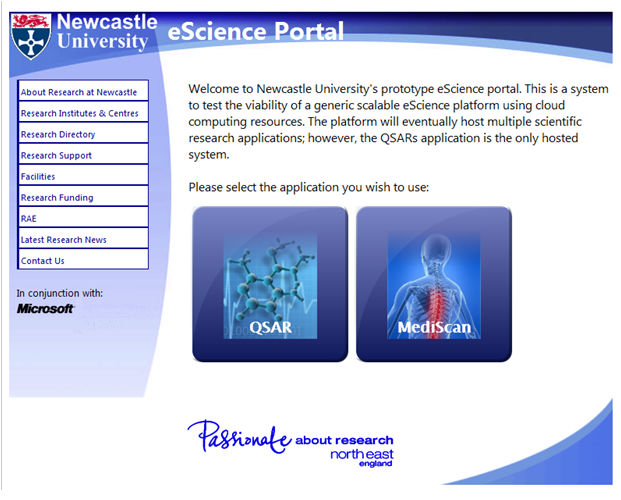 Newcastle
University
eScience Portal
About Research at Newcastle
Research Institutes & Centres
Research Directory
Research Support
Facilities
Research Funding
RAE
Latest Research News
Contact Us
In conjunction with:
Microsoft
Welcome to Newcastle University's prototype eScience portal. This is a system
to test the viability of a generic scalable eScience platform using cloud
computing resources. The platform will eventually host multiple scientific
research applications; however, the QSARs application is the only hosted
system.
Please select the application you wish to use:
QSAR
MediScan
Passionate about research
north east
england